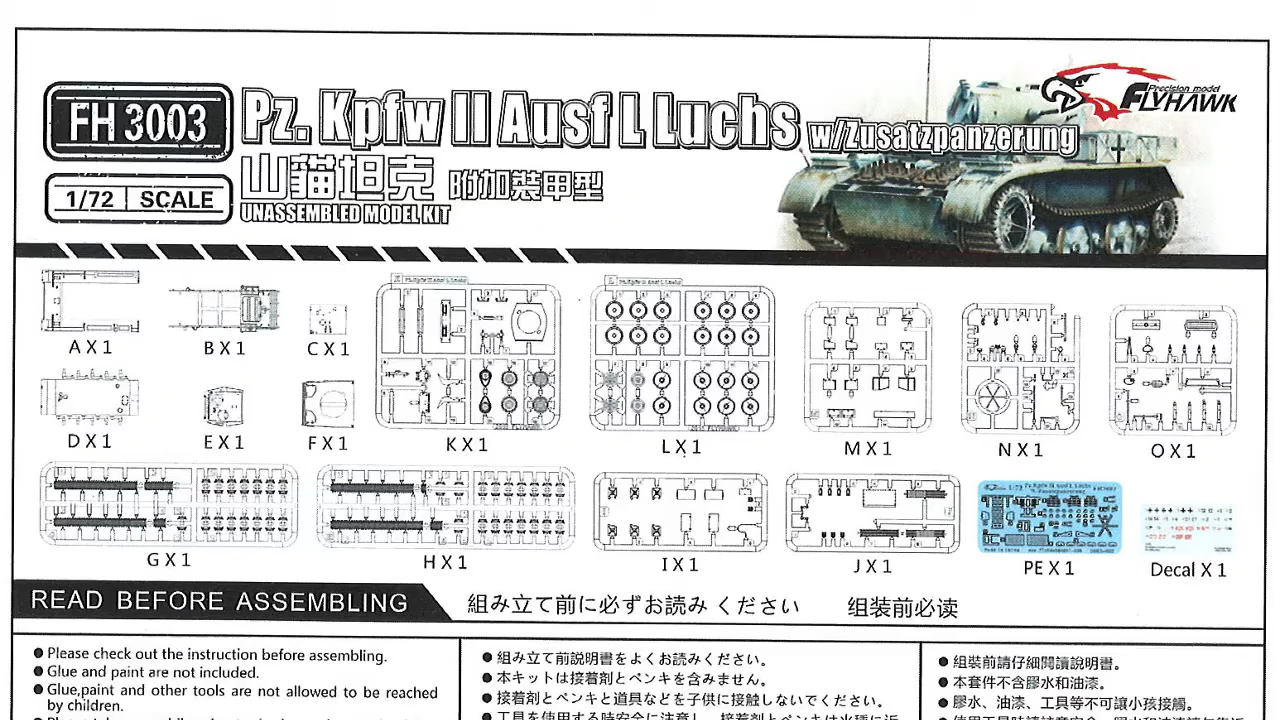 FH 3003
Pz. Kpfw II Ausf L Luchs w/Zusatzpanzerung
Precision model
FLYHAWK
1/72 SCALE
山貓坦克 附加裝甲型
UNASSEMBLED MODEL KIT
A X 1
B X 1
C X 1
D X 1
E X 1
F X 1
K X 1
L X 1
M X 1
N X 1
O X 1
G X 1
H X 1
I X 1
J X 1
PE X 1
Decal X 1
READ BEFORE ASSEMBLING
組み立て前に必ずお読み ください
组装前必读
● Please check out the instruction before assembling.
● Glue and paint are not included.
● Glue,paint and other tools are not allowed to be reached
by children.
● 組み立て前説明書をよくお読みください。
● 本キットは接着剤とペンキを含みません。
● 接着剤とペンキと道具などを子供に接触しないでください。
● 組裝前請仔細閱讀說明書。
● 本套件不含膠水和油漆。
● 膠水、油漆、工具等不可讓小孩接觸。